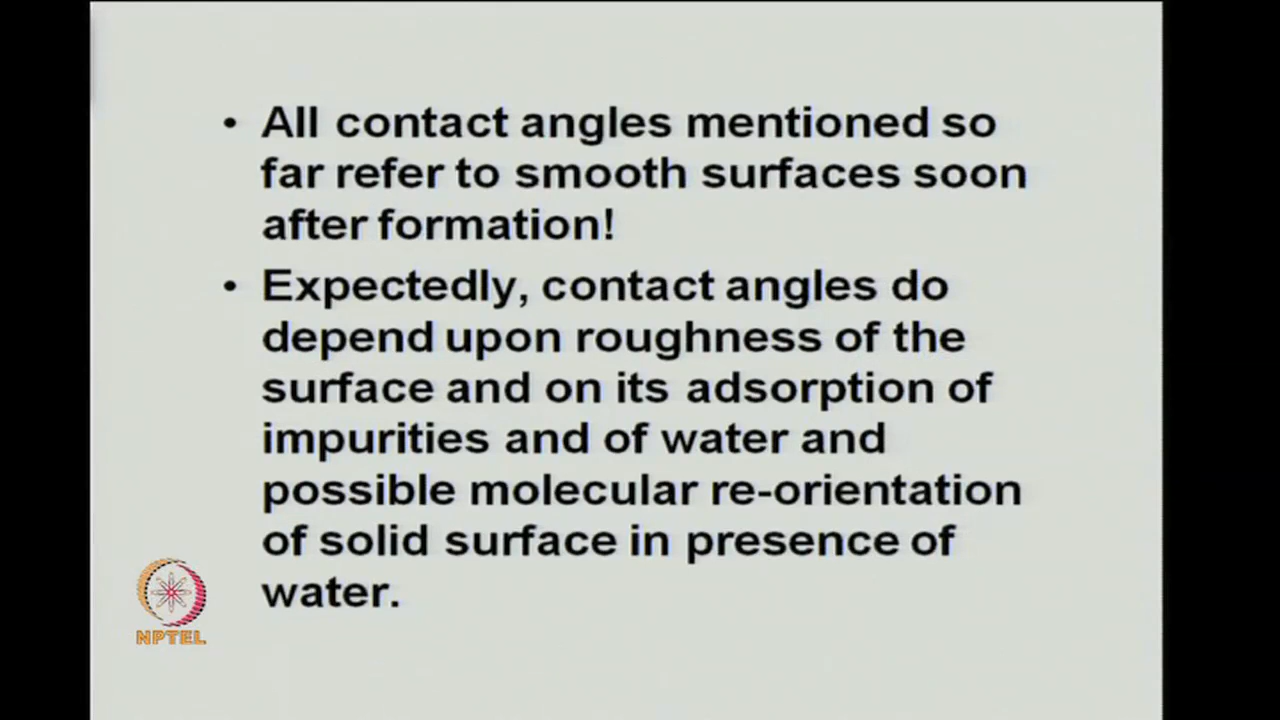 • All contact angles mentioned so
far refer to smooth surfaces soon
after formation!
• Expectedly, contact angles do
depend upon roughness of the
surface and on its adsorption of
impurities and of water and
possible molecular re-orientation
of solid surface in presence of
water.
NPTEL